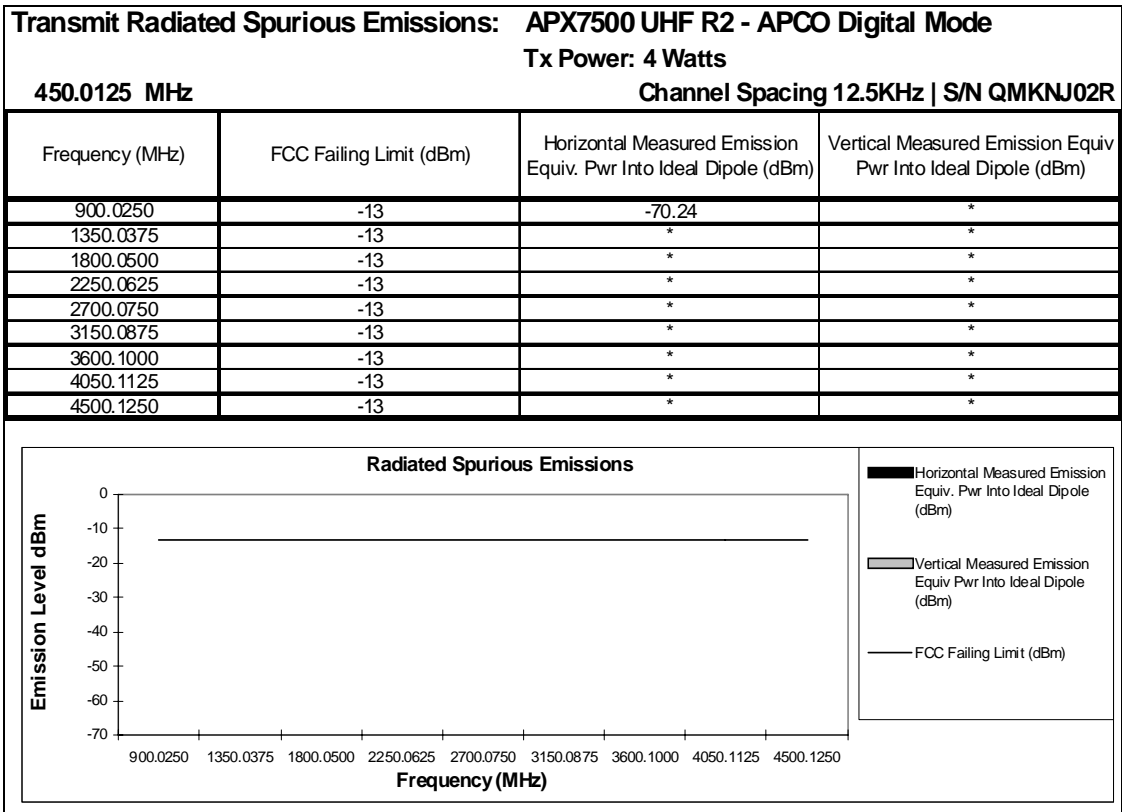 Transmit Radiated Spurious Emissions: APX7500 UHF R2 - APCO Digital Mode
Tx Power: 4 Watts
450.0125 MHz Channel Spacing 12.5KHz | S/N QMKNJ02R
Frequency (MHz) FCC Failing Limit (dBm) Horizontal Measured Emission Equiv. Pwr Into Ideal Dipole (dBm) Vertical Measured Emission Equiv Pwr Into Ideal Dipole (dBm)
900.0250 -13 -70.24 *
1350.0375 -13 * *
1800.0500 -13 * *
2250.0625 -13 * *
2700.0750 -13 * *
3150.0875 -13 * *
3600.1000 -13 * *
4050.1125 -13 * *
4500.1250 -13 * *
Radiated Spurious Emissions
Emission Level dBm
0
-10
-20
-30
-40
-50
-60
-70
900.0250 1350.0375 1800.0500 2250.0625 2700.0750 3150.0875 3600.1000 4050.1125 4500.1250
Frequency (MHz)
Horizontal Measured Emission
Equiv. Pwr Into Ideal Dipole
(dBm)
Vertical Measured Emission
Equiv Pwr Into Ideal Dipole
(dBm)
FCC Failing Limit (dBm)